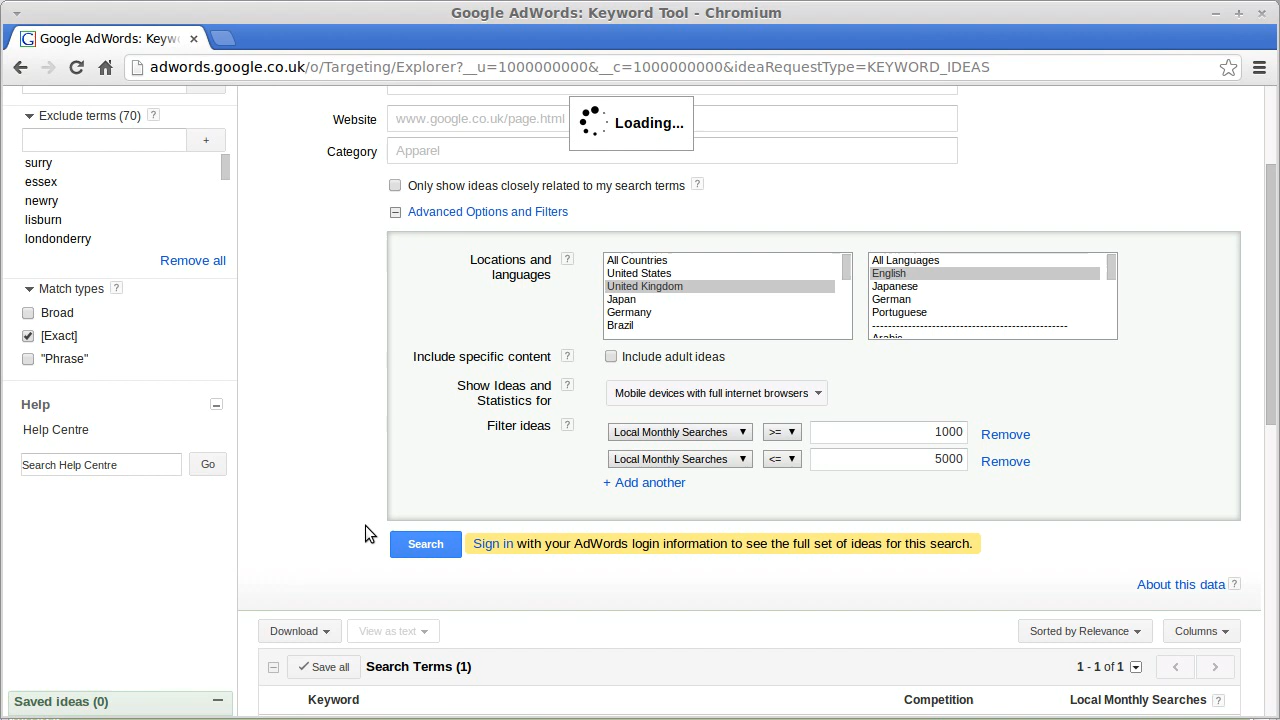 Google AdWords: Keyword Tool - Chromium
Google AdWords: Keyw
adwords.google.co.uk/o/Targeting/Explorer?__u=1000000000&__c=1000000000&ideaRequestType=KEYWORD_IDEAS
Exclude terms (70) ?
+
surry
essex
newry
lisburn
londonderry
Remove all
Match types ?
Broad
[Exact]
"Phrase"
Help
Help Centre
Search Help Centre Go
Saved ideas (0)
Loading...
Website www.google.co.uk/page.html
Category Apparel
Only show ideas closely related to my search terms ?
Advanced Options and Filters
Locations and languages ?
All Countries
United States
United Kingdom
Japan
Germany
Brazil
All Languages
English
Japanese
German
Portuguese
------------------------------------------------
Arabic
Include specific content ? Include adult ideas
Show Ideas and
Statistics for ? Mobile devices with full internet browsers
Filter ideas ? Local Monthly Searches >= 1000 Remove
Local Monthly Searches <= 5000 Remove
+ Add another
Search Sign in with your AdWords login information to see the full set of ideas for this search.
About this data ?
Download View as text Sorted by Relevance Columns
Save all Search Terms (1) 1 - 1 of 1
Keyword Competition Local Monthly Searches ?